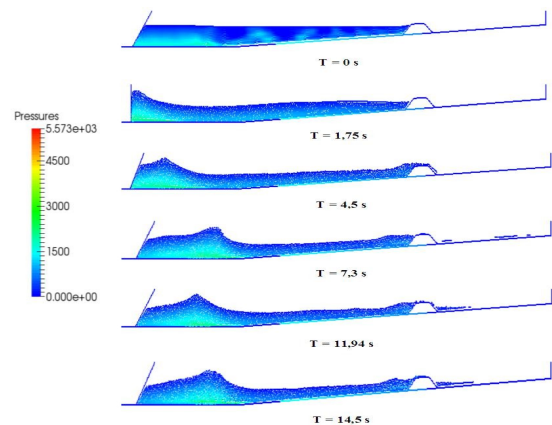 T = 0 s
Pressures
5.573e+03
4500
3000
1500
0.000e+00
T = 1,75 s
T = 4,5 s
T = 7,3 s
T = 11,94 s
T = 14,5 s